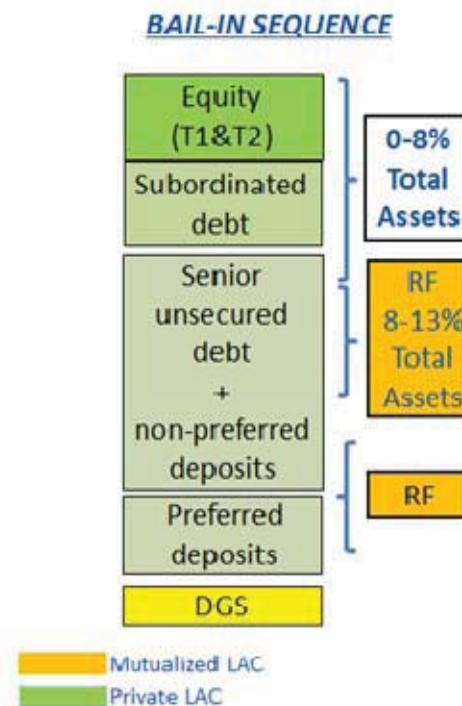 BAIL-IN SEQUENCE
Equity
(T1&T2)
Subordinated
debt
Senior
unsecured
debt
+
non-preferred
deposits
Preferred
deposits
DGS
0-8%
Total
Assets
RF
8-13%
Total
Assets
RF
Mutualized LAC
Private LAC